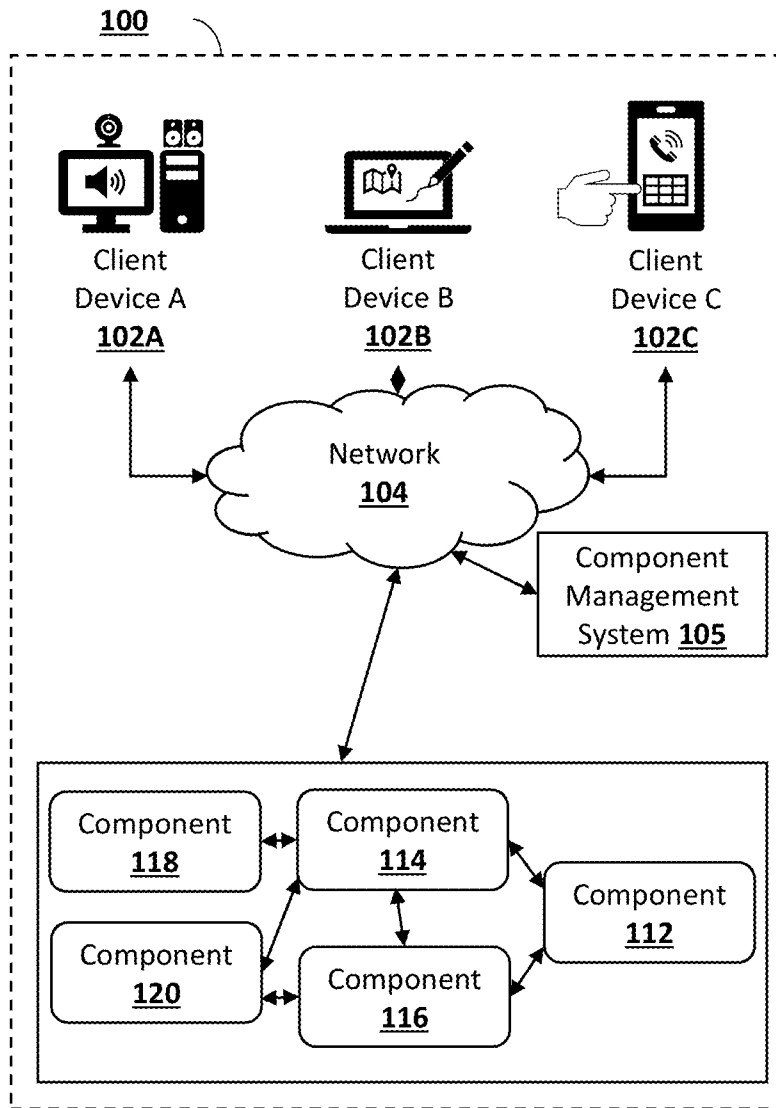 100
Client
Device A
102A
Client
Device B
102B
Client
Device C
102C
Network
104
Component
Management
System 105
Component
118
Component
114
Component
112
Component
120
Component
116